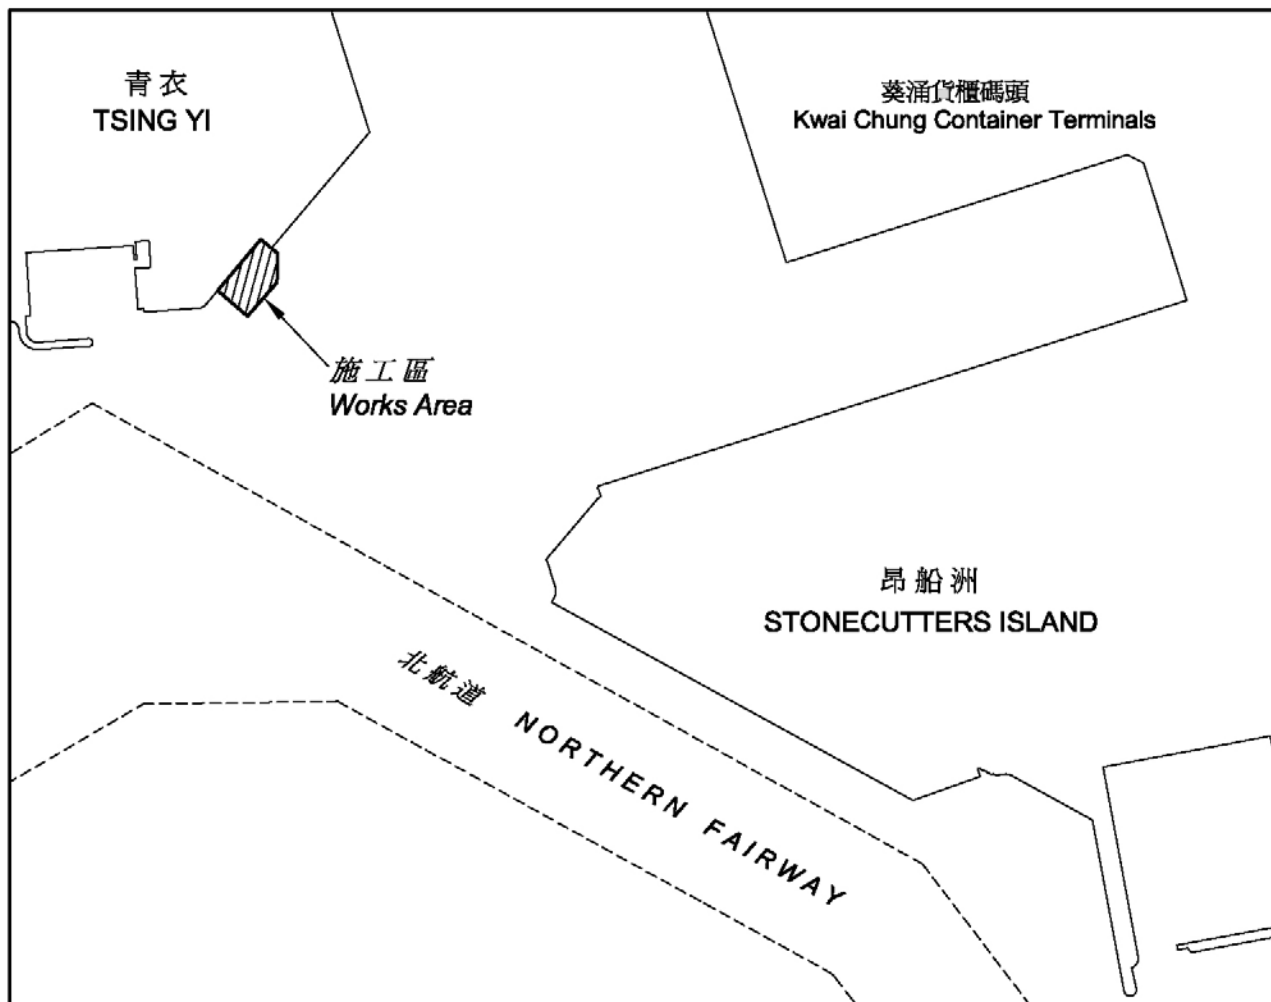 青衣
TSING YI
葵涌貨櫃碼頭
Kwai Chung Container Terminals
施工區
Works Area
昂船洲
STONECUTTERS ISLAND
北航道 NORTHERN FAIRWAY